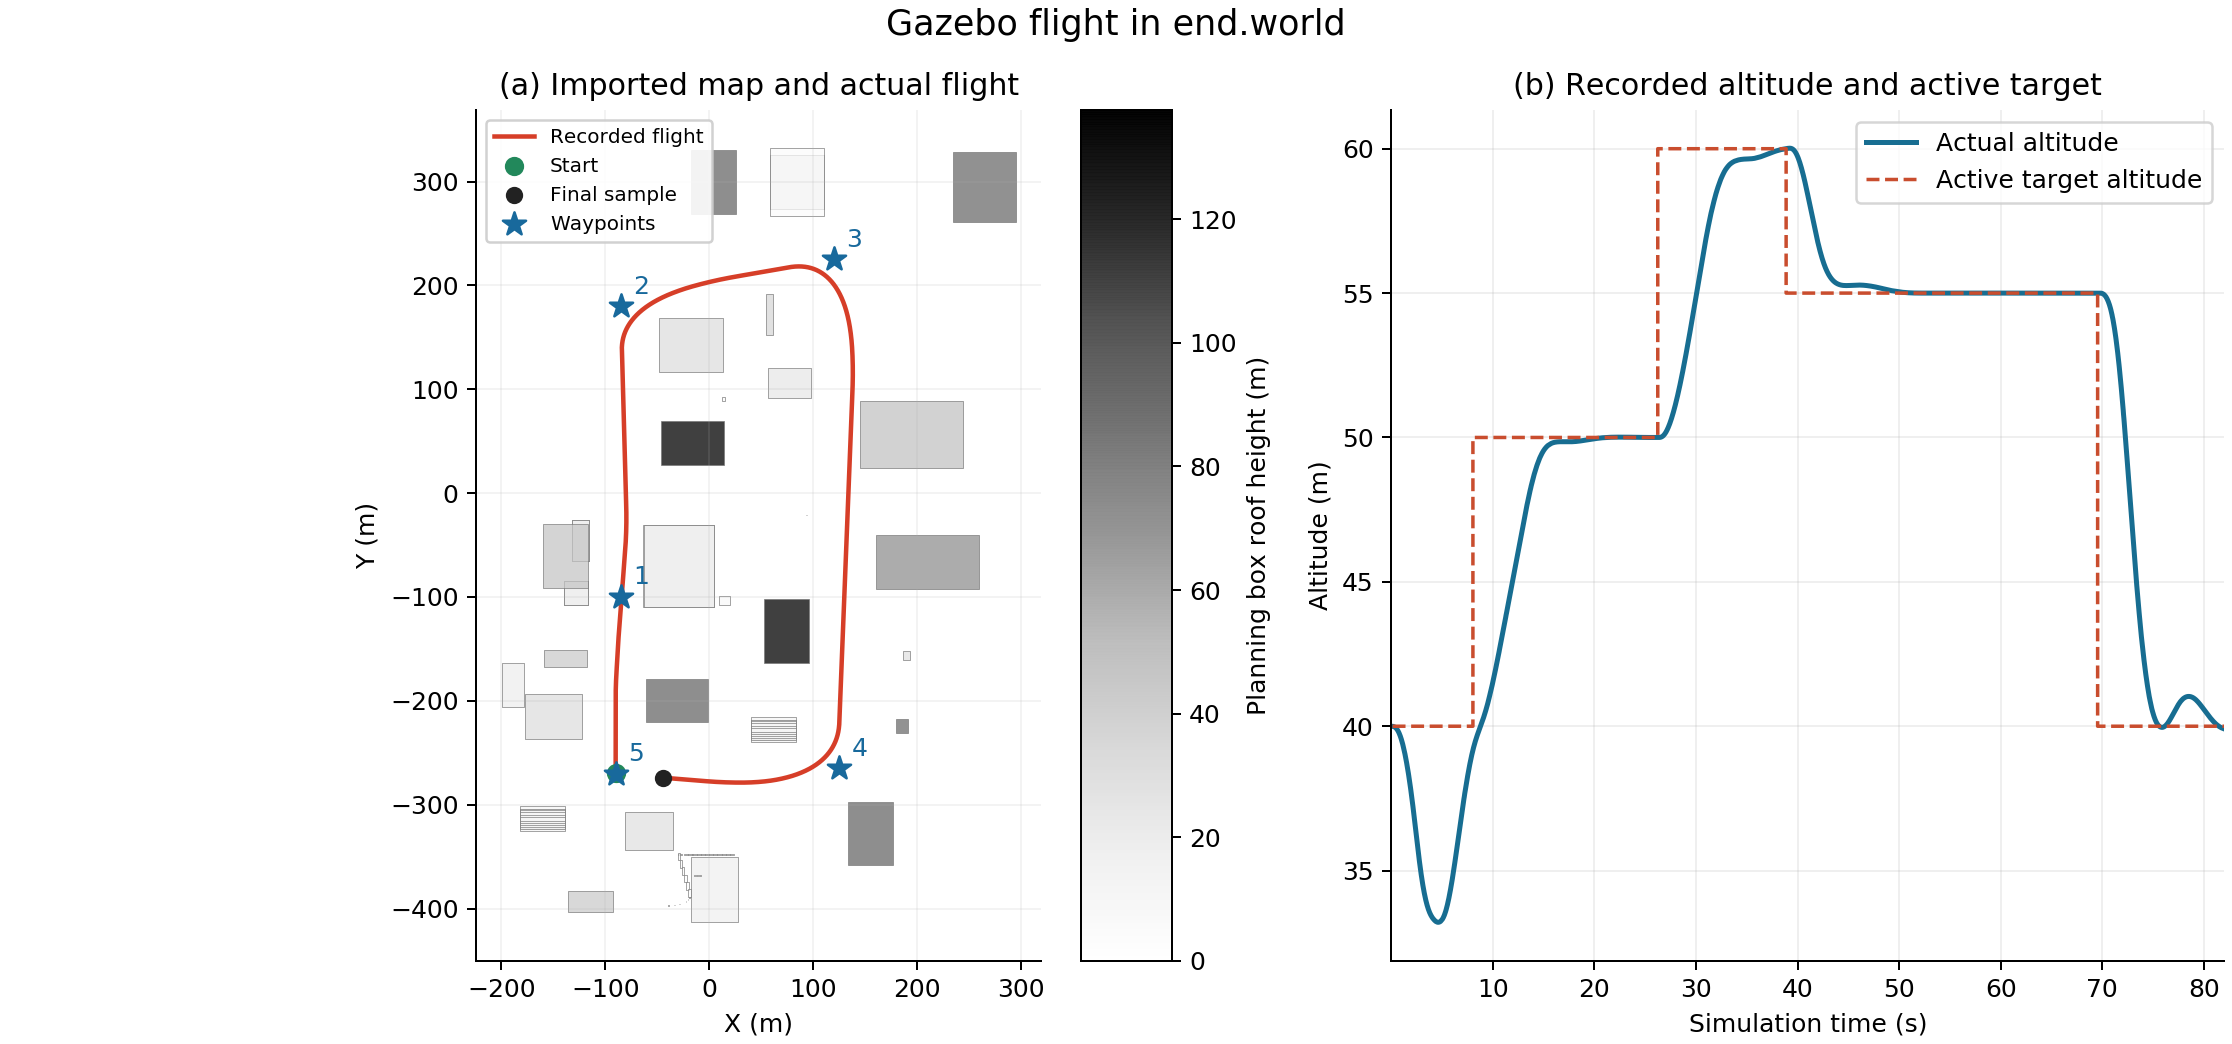 Gazebo flight in end.world
(a) Imported map and actual flight
Recorded flight
Start
Final sample
Waypoints
300
200
100
0
−100
−200
−300
−400
Y (m)
2
3
1
5
4
−200
−100
0
100
200
300
X (m)
120
100
80
60
40
20
0
Planning box roof height (m)
(b) Recorded altitude and active target
Actual altitude
Active target altitude
60
55
50
45
40
35
Altitude (m)
10
20
30
40
50
60
70
80
Simulation time (s)